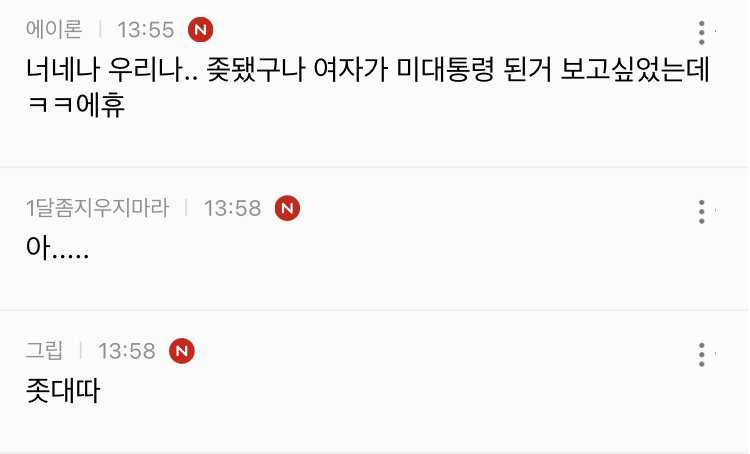 에이론 | 13:55 N
너네나 우리나.. 좆됐구나 여자가 미대통령 된거 보고싶었는데
ㅋㅋ에휴
1달좀지우지마라 | 13:58 N
아.....
그립 | 13:58 N
좃대따